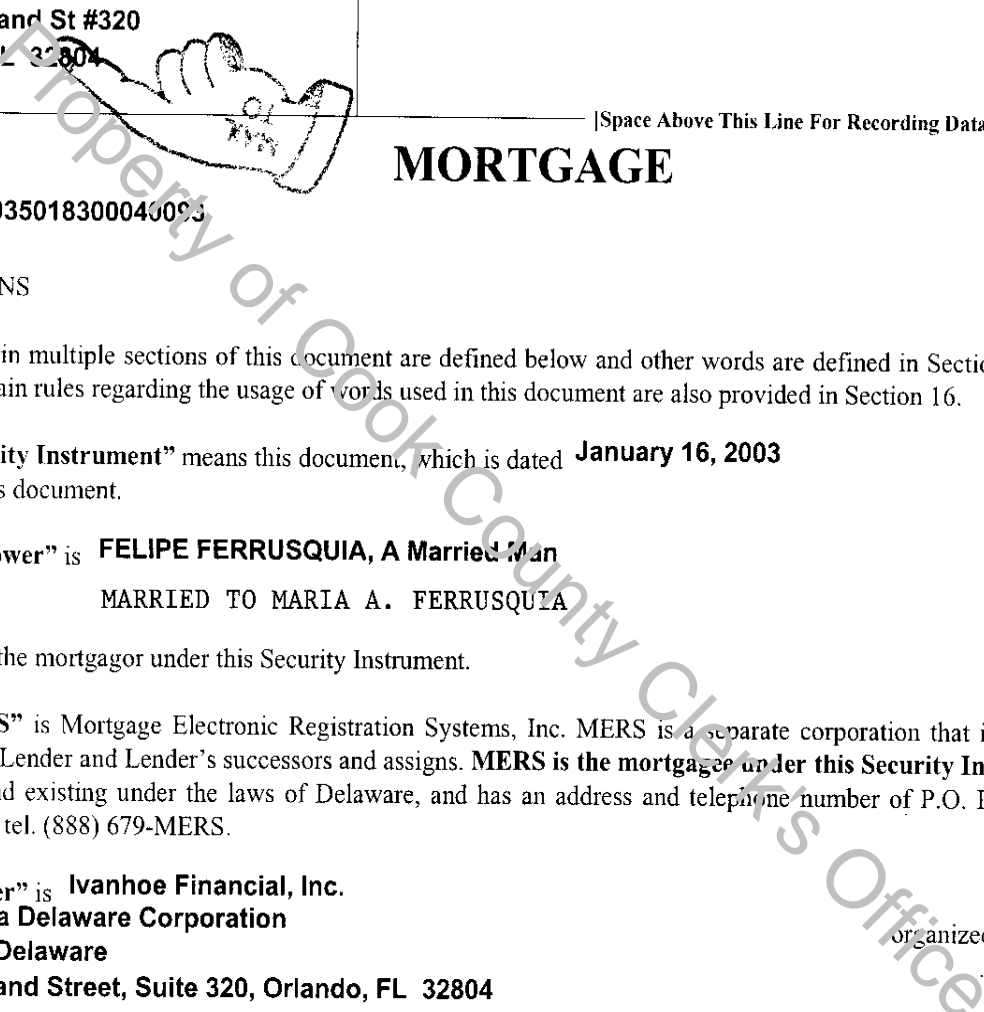 and St #320
L 32804
|Space Above This Line For Recording Data
MORTGAGE
NS
in multiple sections of this document are defined below and other words are defined in Sectio
ain rules regarding the usage of words used in this document are also provided in Section 16.
ity Instrument” means this document, which is dated January 16, 2003
s document.
ower” is FELIPE FERRUSQUIA, A Married Man
MARRIED TO MARIA A. FERRUSQUIA
the mortgagor under this Security Instrument.
S” is Mortgage Electronic Registration Systems, Inc. MERS is a separate corporation that i
Lender and Lender’s successors and assigns. MERS is the mortgagee under this Security In
nd existing under the laws of Delaware, and has an address and telephone number of P.O. B
tel. (888) 679-MERS.
er” is Ivanhoe Financial, Inc.
a Delaware Corporation
organized
Delaware
and Street, Suite 320, Orlando, FL 32804
Property of Cook County Clerk's Office